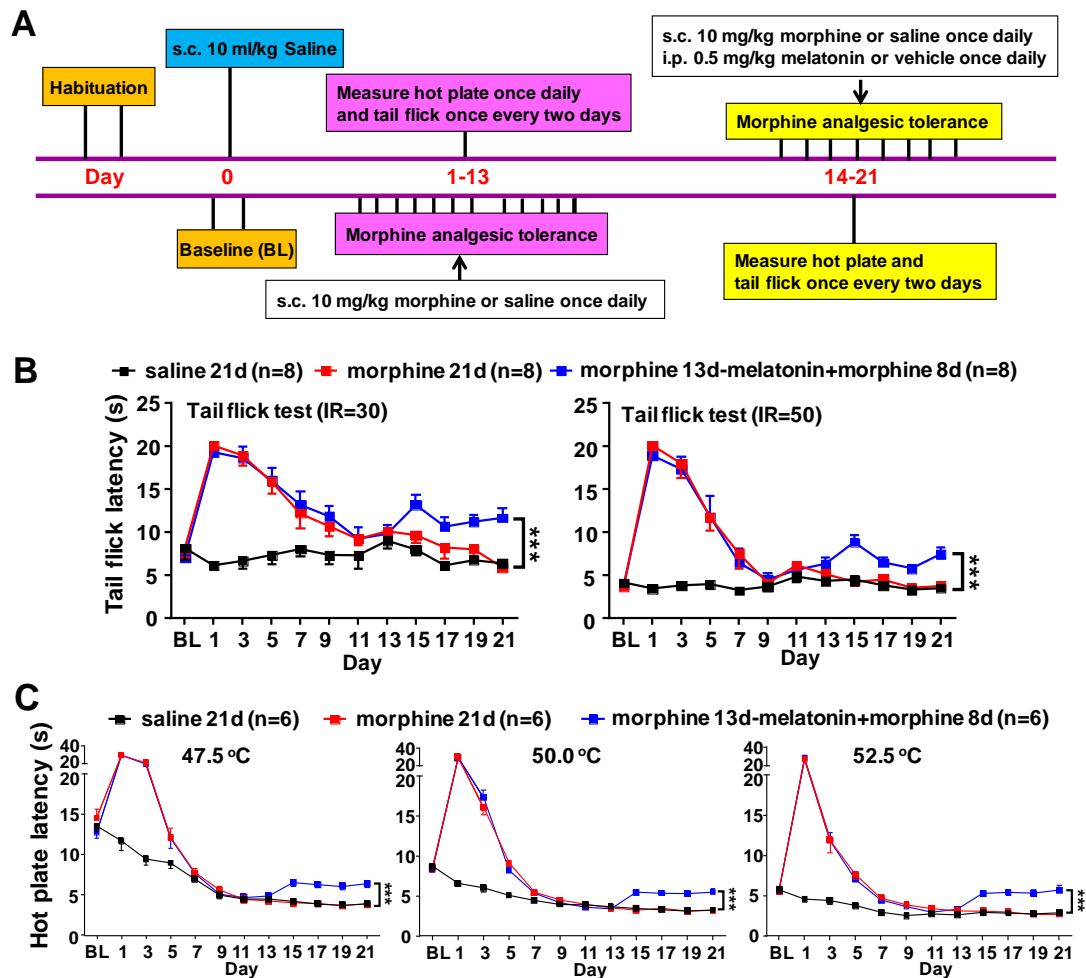 A
s.c. 10 ml/kg Saline
s.c. 10 mg/kg morphine or saline once daily
i.p. 0.5 mg/kg melatonin or vehicle once daily
Habituation
Measure hot plate once daily
and tail flick once every two days
Morphine analgesic tolerance
Day 0 1-13 14-21
Baseline (BL)
Morphine analgesic tolerance
Measure hot plate and
tail flick once every two days
s.c. 10 mg/kg morphine or saline once daily
B
saline 21d (n=8) morphine 21d (n=8) morphine 13d-melatonin+morphine 8d (n=8)
Tail flick latency (s)
Tail flick test (IR=30)
25
20
15
10
5
0
***
BL 1 3 5 7 9 11 13 15 17 19 21
Day
Tail flick test (IR=50)
25
20
15
10
5
0
***
BL 1 3 5 7 9 11 13 15 17 19 21
Day
C
saline 21d (n=6) morphine 21d (n=6) morphine 13d-melatonin+morphine 8d (n=6)
Hot plate latency (s)
47.5 °C
40
20
20
15
10
5
0
***
BL 1 3 5 7 9 11 13 15 17 19 21
Day
50.0 °C
40
20
20
10
5
0
***
BL 1 3 5 7 9 11 13 15 17 19 21
Day
52.5 °C
40
20
20
10
5
0
***
BL 1 3 5 7 9 11 13 15 17 19 21
Day